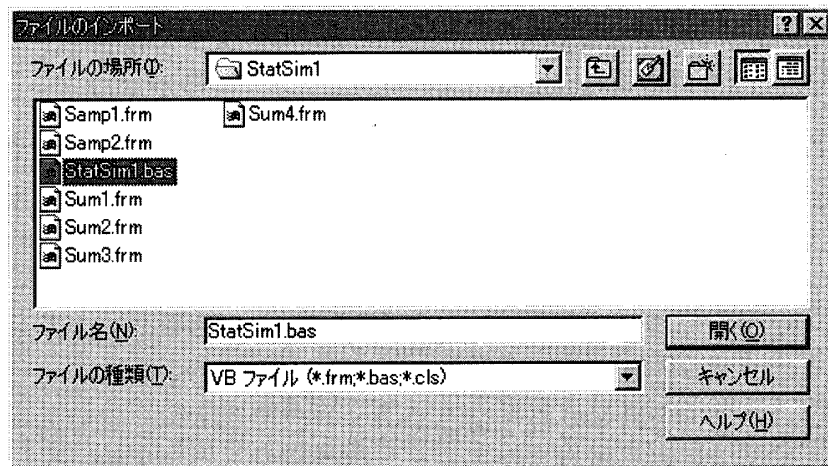 ファイルのインポート
ファイルの場所(I): StatSim1
Samp1.frm Sum4.frm
Samp2.frm
StatSim1.bas
Sum1.frm
Sum2.frm
Sum3.frm
ファイル名(N): StatSim1.bas 開く(O)
ファイルの種類(T): VB ファイル (*.frm;*.bas;*.cls) キャンセル
ヘルプ(H)